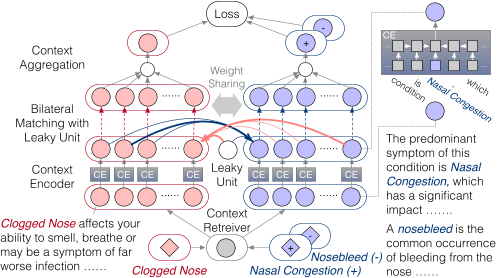 Loss
-
+
Context
Aggregation
Weight
Sharing
CE
condition
is
Nasal Congestion
which
Bilateral
Matching with
Leaky Unit
Context
Encoder
CE CE CE CE
Leaky
Unit
CE CE CE CE
The predominant
symptom of this
condition is Nasal
Congestion, which
has a significant
impact .......
Clogged Nose affects your
ability to smell, breathe or
may be a symptom of far
worse infection ......
Context
Retreiver
A nosebleed is the
common occurrence
of bleeding from the
nose ......
-
+
Nosebleed (-)
Clogged Nose
Nasal Congestion (+)